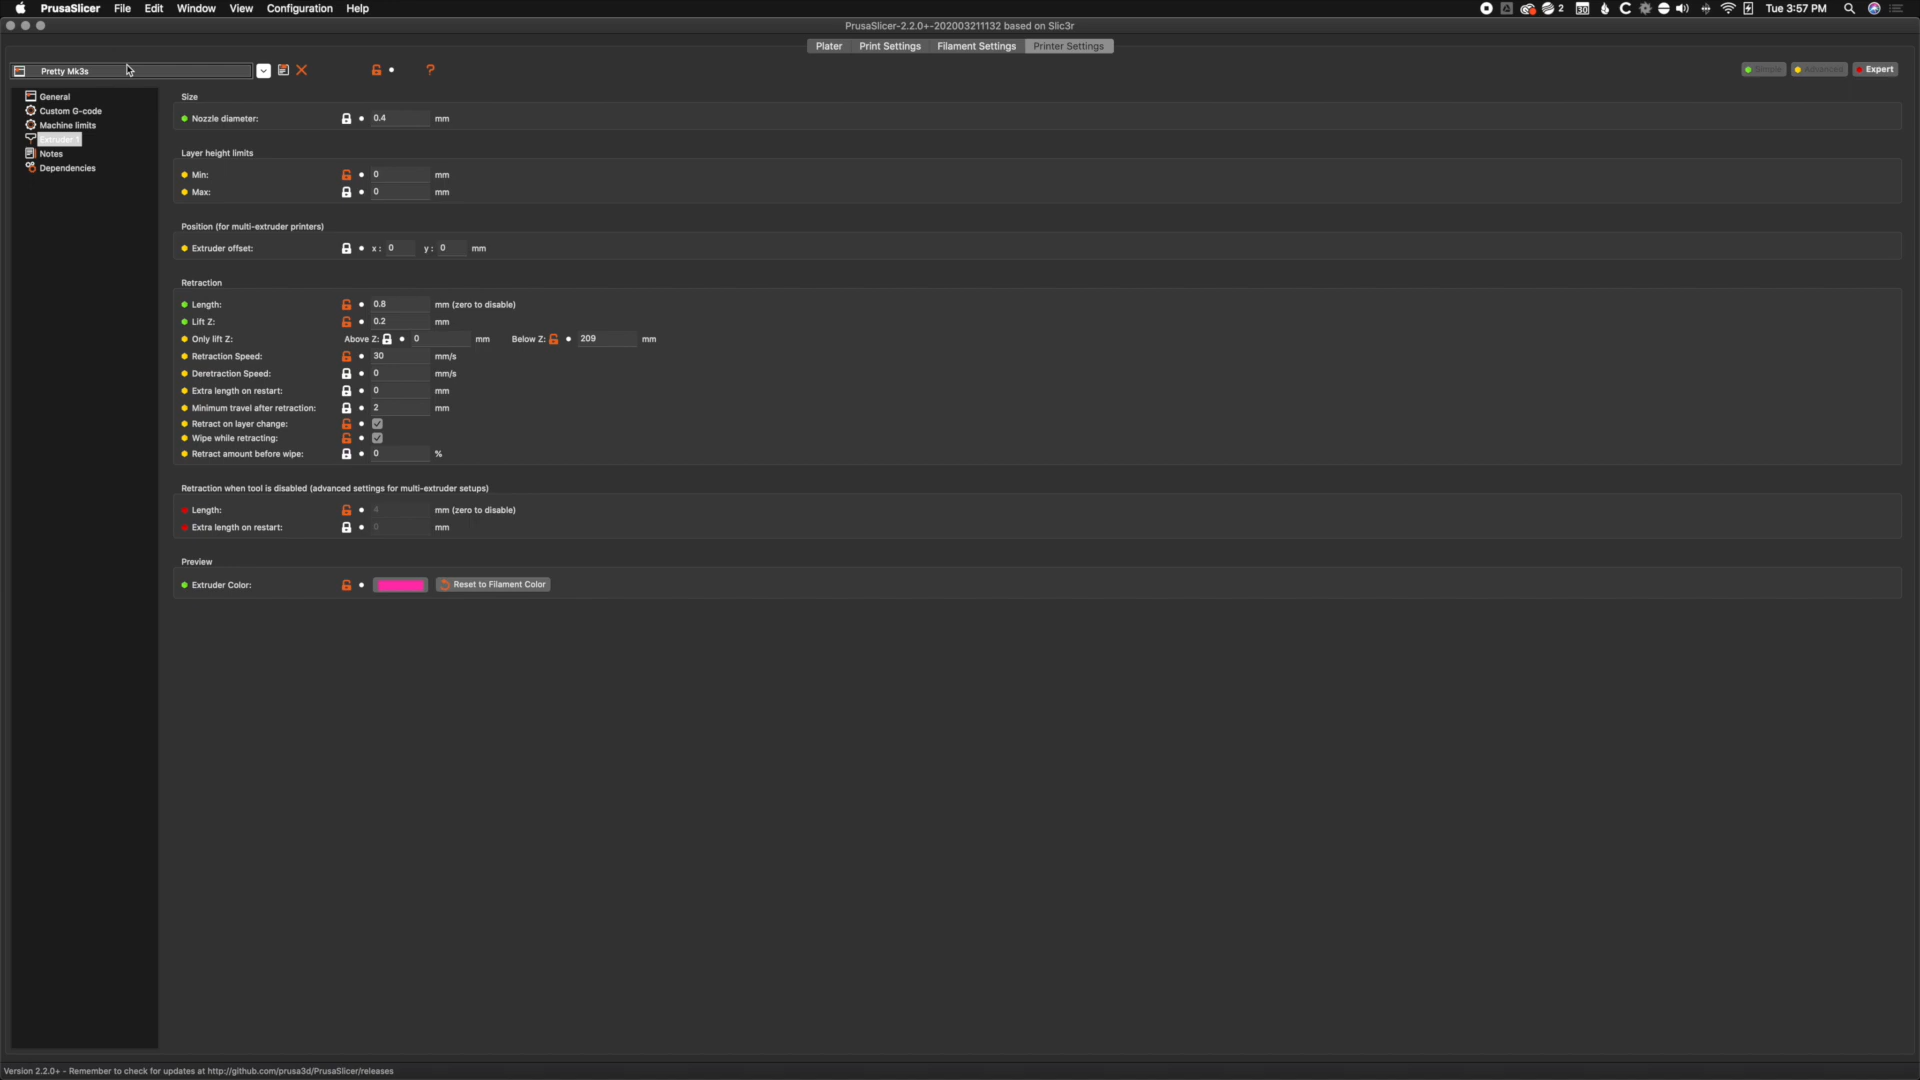 PrusaSlicer File Edit Window View Configuration Help
2 30 Tue 3:57 PM
PrusaSlicer-2.2.0+-202003211132 based on Slic3r
Plater Print Settings Filament Settings Printer Settings
Pretty Mk3s ? Simple Advanced Expert
General
Custom G-code
Machine limits
Extruder 1
Notes
Dependencies
Size
Nozzle diameter: 0.4 mm
Layer height limits
Min: 0 mm
Max: 0 mm
Position (for multi-extruder printers)
Extruder offset: x: 0 y: 0 mm
Retraction
Length: 0.8 mm (zero to disable)
Lift Z: 0.2 mm
Only lift Z: Above Z: 0 mm Below Z: 209 mm
Retraction Speed: 30 mm/s
Deretraction Speed: 0 mm/s
Extra length on restart: 0 mm
Minimum travel after retraction: 2 mm
Retract on layer change:
Wipe while retracting:
Retract amount before wipe: 0 %
Retraction when tool is disabled (advanced settings for multi-extruder setups)
Length: 4 mm (zero to disable)
Extra length on restart: 0 mm
Preview
Extruder Color: Reset to Filament Color
Version 2.2.0+ - Remember to check for updates at http://github.com/prusa3d/PrusaSlicer/releases